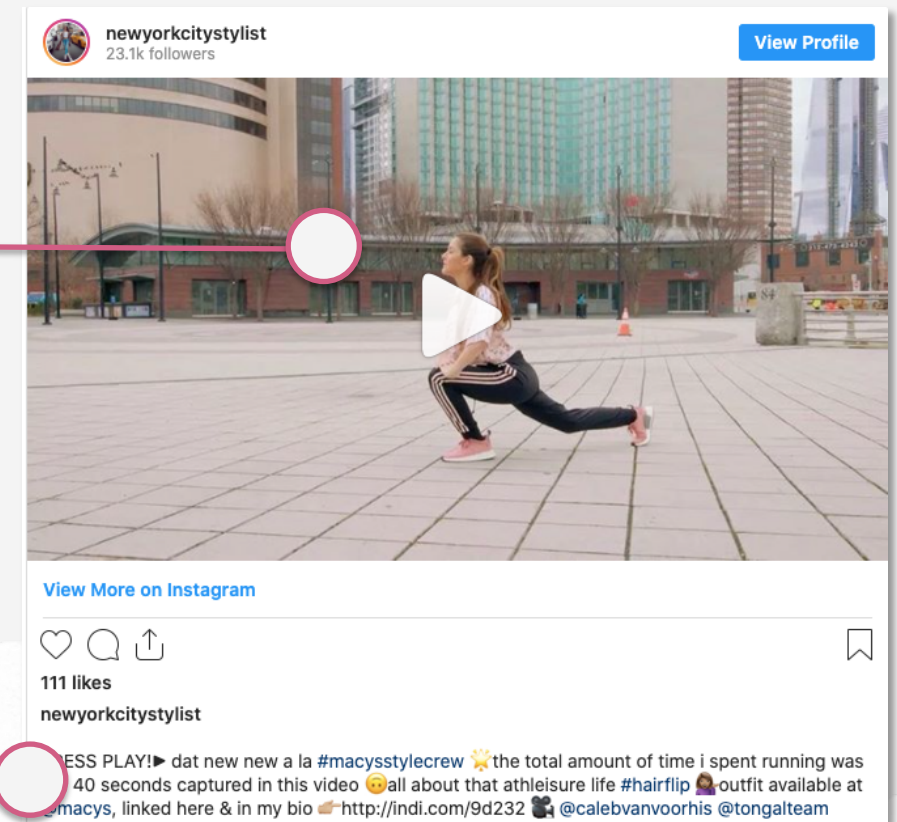 newyorkcitystylist
23.1k followers
View Profile
84
View More on Instagram
111 likes
newyorkcitystylist
ESS PLAY!▶ dat new new a la #macysstylecrew 🌟the total amount of time i spent running was
40 seconds captured in this video 🙃all about that athleisure life #hairflip 💁🏽‍♀️outfit available at
@macys, linked here & in my bio 👉🏼http://indi.com/9d232 🎥 @calebvanvoorhis @tongalteam